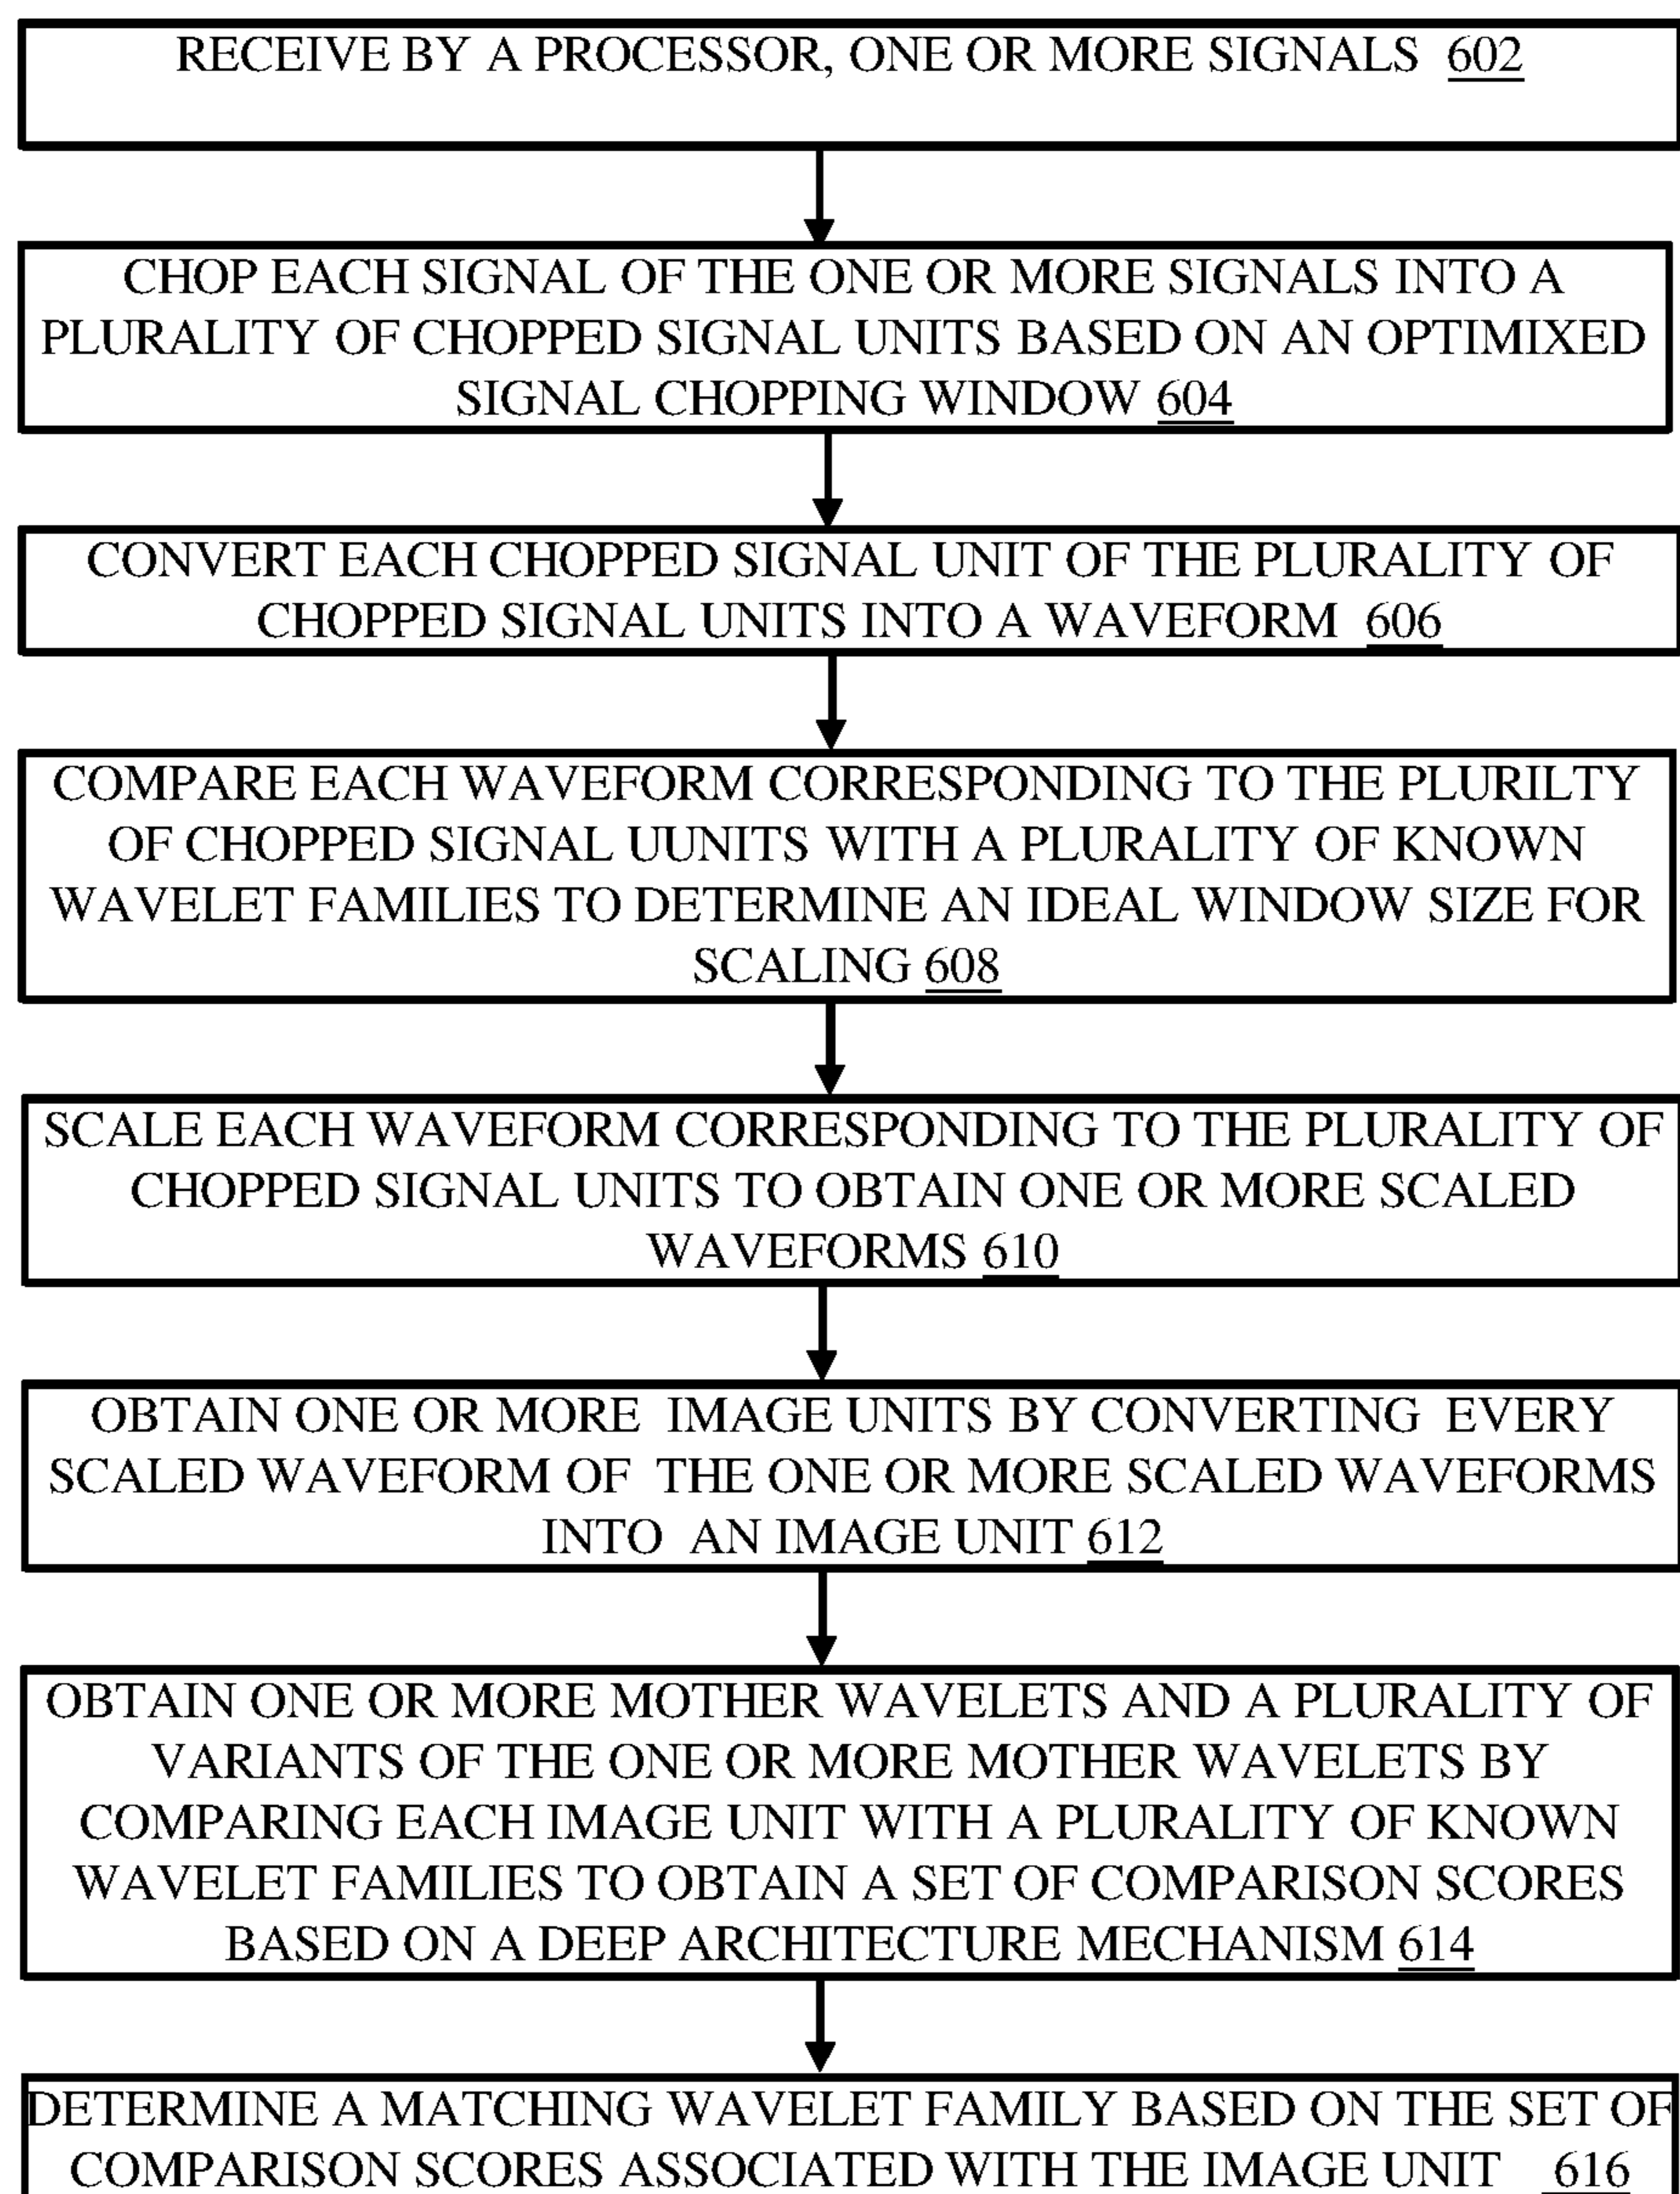 RECEIVE BY A PROCESSOR, ONE OR MORE SIGNALS 602
CHOP EACH SIGNAL OF THE ONE OR MORE SIGNALS INTO A
PLURALITY OF CHOPPED SIGNAL UNITS BASED ON AN OPTIMIXED
SIGNAL CHOPPING WINDOW 604
CONVERT EACH CHOPPED SIGNAL UNIT OF THE PLURALITY OF
CHOPPED SIGNAL UNITS INTO A WAVEFORM 606
COMPARE EACH WAVEFORM CORRESPONDING TO THE PLURILTY
OF CHOPPED SIGNAL UUNITS WITH A PLURALITY OF KNOWN
WAVELET FAMILIES TO DETERMINE AN IDEAL WINDOW SIZE FOR
SCALING 608
SCALE EACH WAVEFORM CORRESPONDING TO THE PLURALITY OF
CHOPPED SIGNAL UNITS TO OBTAIN ONE OR MORE SCALED
WAVEFORMS 610
OBTAIN ONE OR MORE IMAGE UNITS BY CONVERTING EVERY
SCALED WAVEFORM OF THE ONE OR MORE SCALED WAVEFORMS
INTO AN IMAGE UNIT 612
OBTAIN ONE OR MORE MOTHER WAVELETS AND A PLURALITY OF
VARIANTS OF THE ONE OR MORE MOTHER WAVELETS BY
COMPARING EACH IMAGE UNIT WITH A PLURALITY OF KNOWN
WAVELET FAMILIES TO OBTAIN A SET OF COMPARISON SCORES
BASED ON A DEEP ARCHITECTURE MECHANISM 614
DETERMINE A MATCHING WAVELET FAMILY BASED ON THE SET OF
COMPARISON SCORES ASSOCIATED WITH THE IMAGE UNIT 616